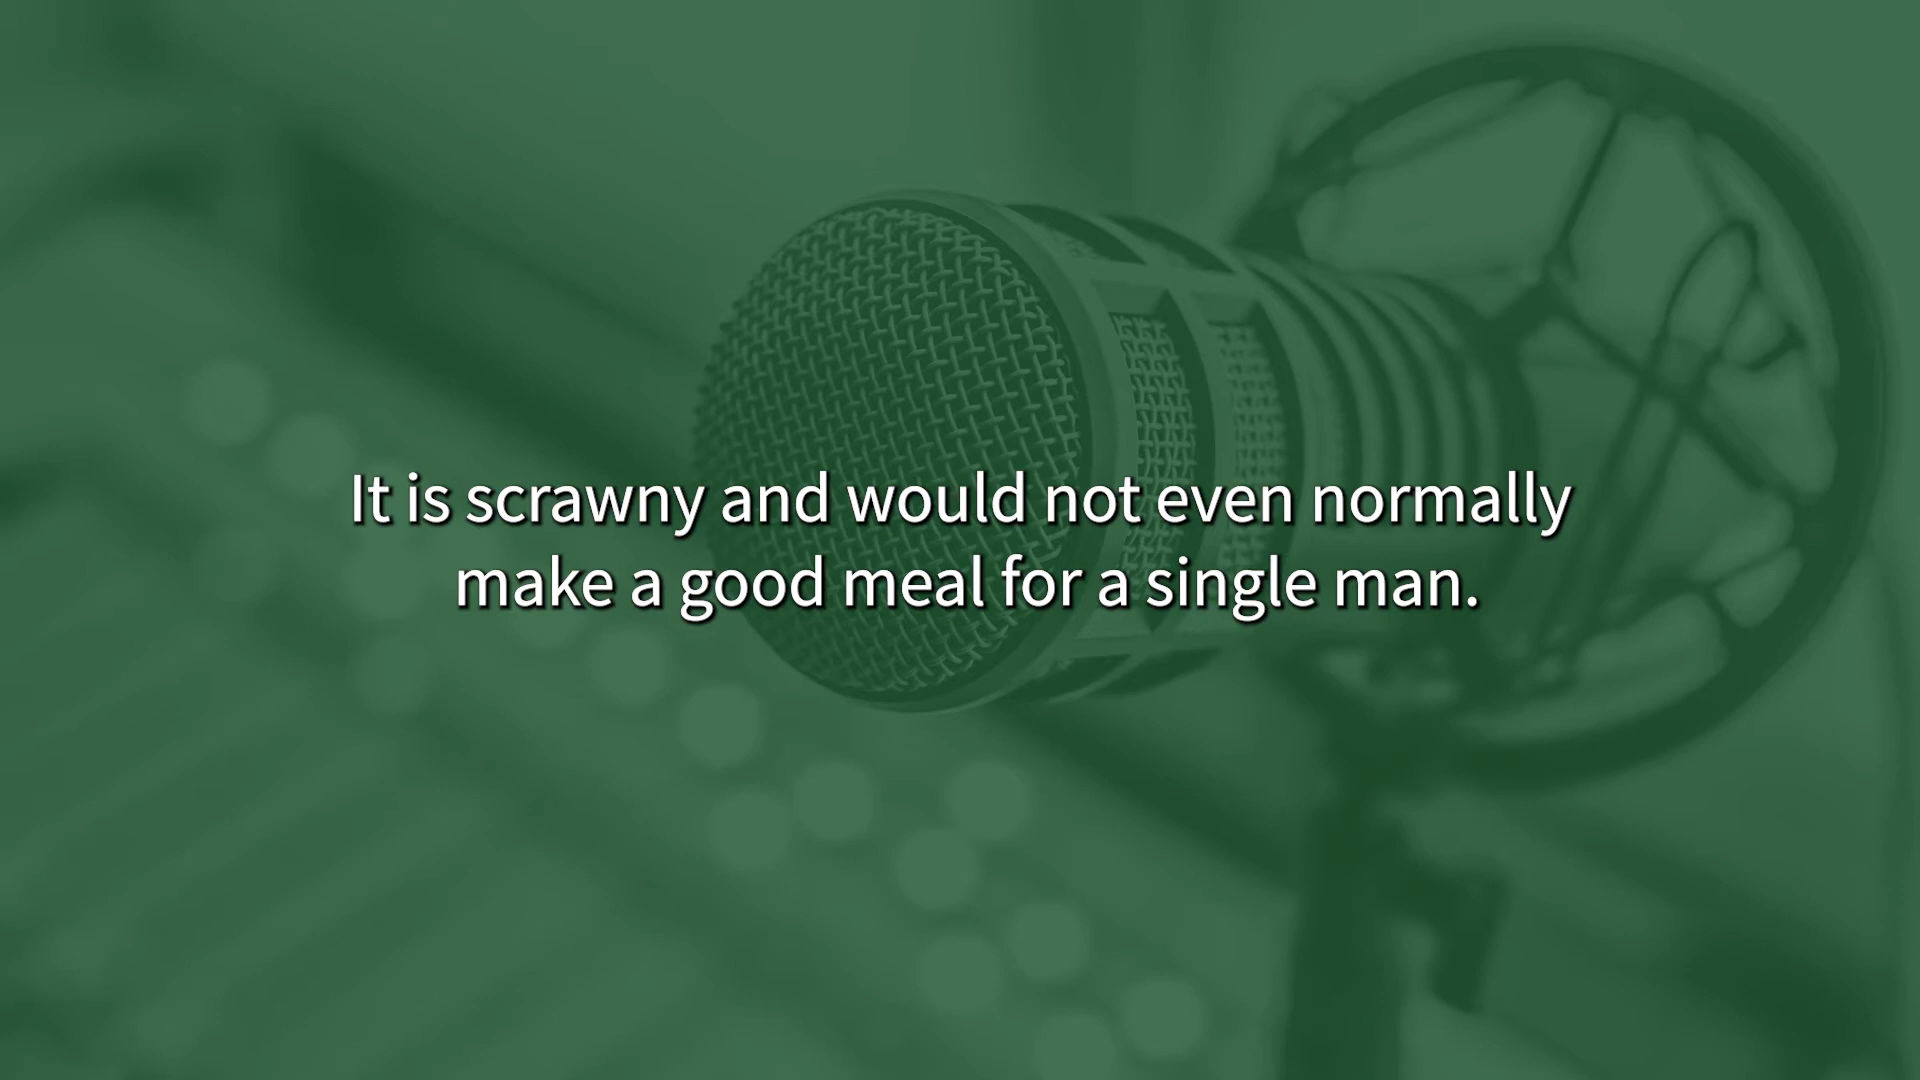 It is scrawny and would not even normally
make a good meal for a single man.